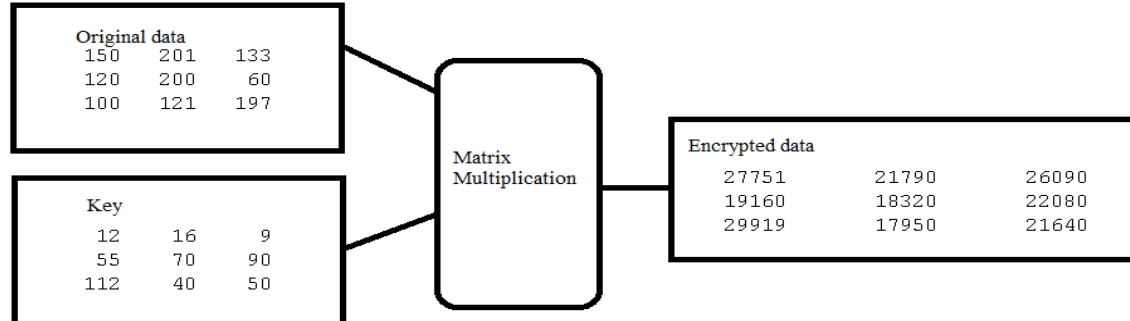 Original data
150 201 133
120 200 60
100 121 197
Key
12 16 9
55 70 90
112 40 50
Matrix
Multiplication
Encrypted data
27751 21790 26090
19160 18320 22080
29919 17950 21640